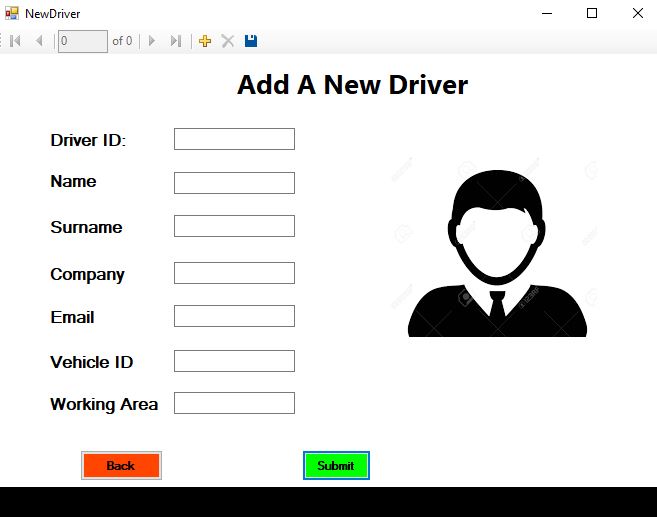 NewDriver
0 of 0
Add A New Driver
Driver ID:
Name
Surname
Company
Email
Vehicle ID
Working Area
Back Submit